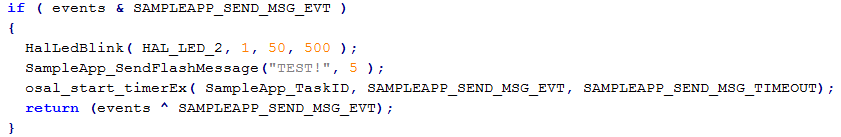 if ( events & SAMPLEAPP_SEND_MSG_EVT )
{
  HalLedBlink( HAL_LED_2, 1, 50, 500 );
  SampleApp_SendFlashMessage("TEST!", 5 );
  osal_start_timerEx( SampleApp_TaskID, SAMPLEAPP_SEND_MSG_EVT, SAMPLEAPP_SEND_MSG_TIMEOUT);
  return (events ^ SAMPLEAPP_SEND_MSG_EVT);
}